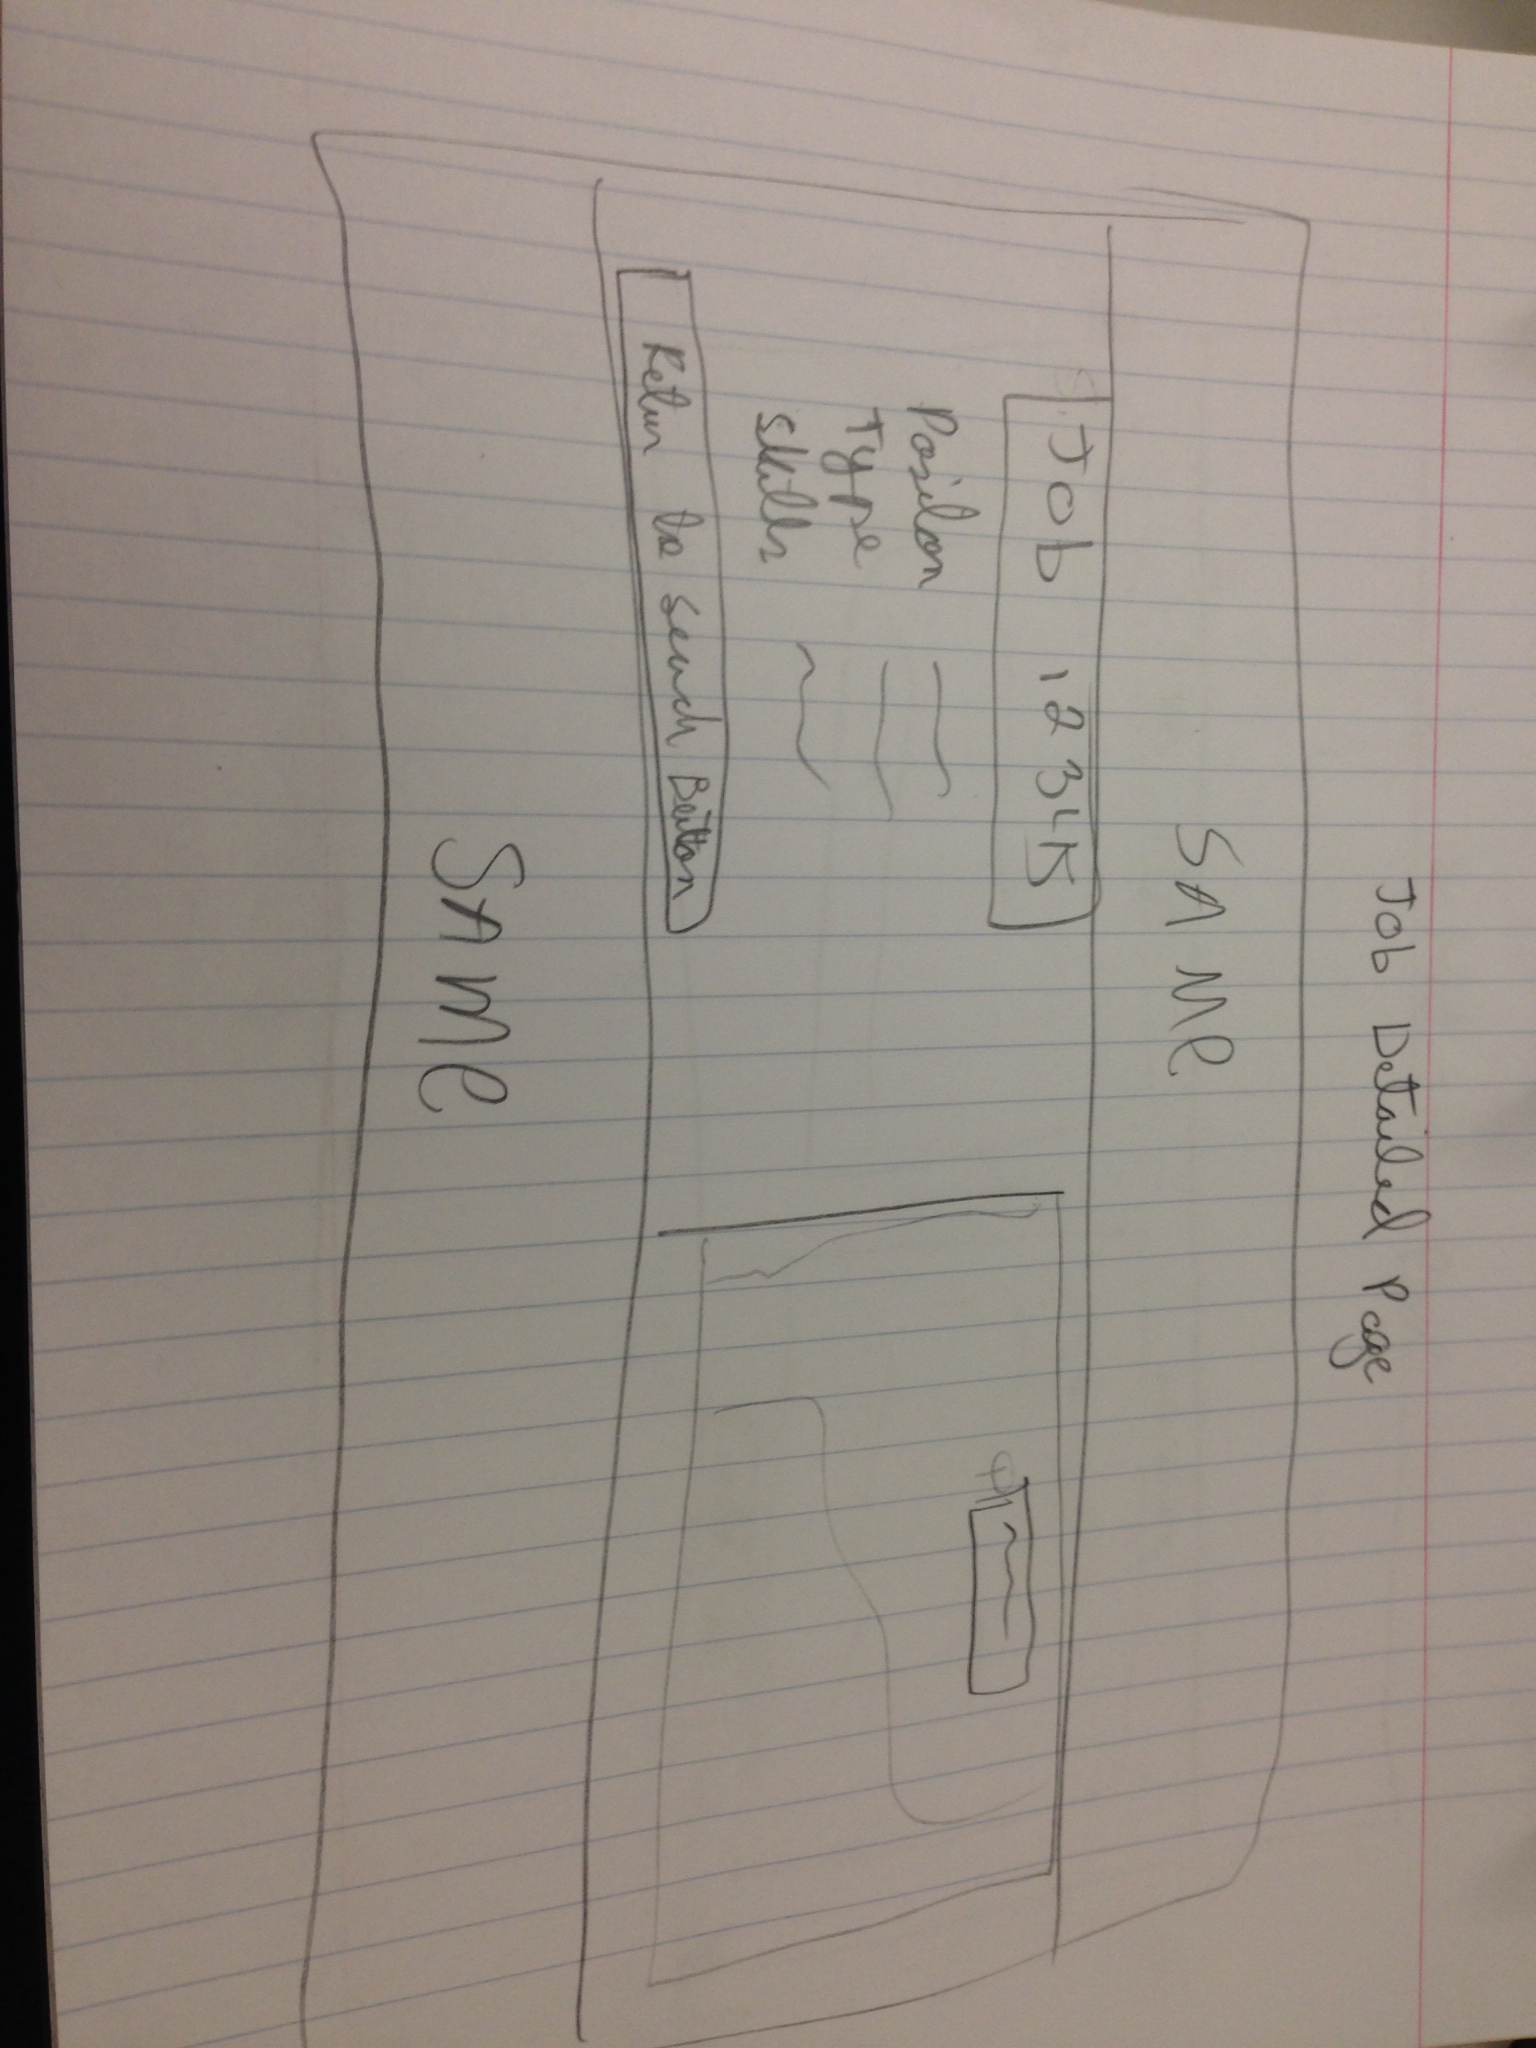 Job Detailed Page
SAMe
Job 12345
Position
Type
Skills
Return to Search Button
SAMe